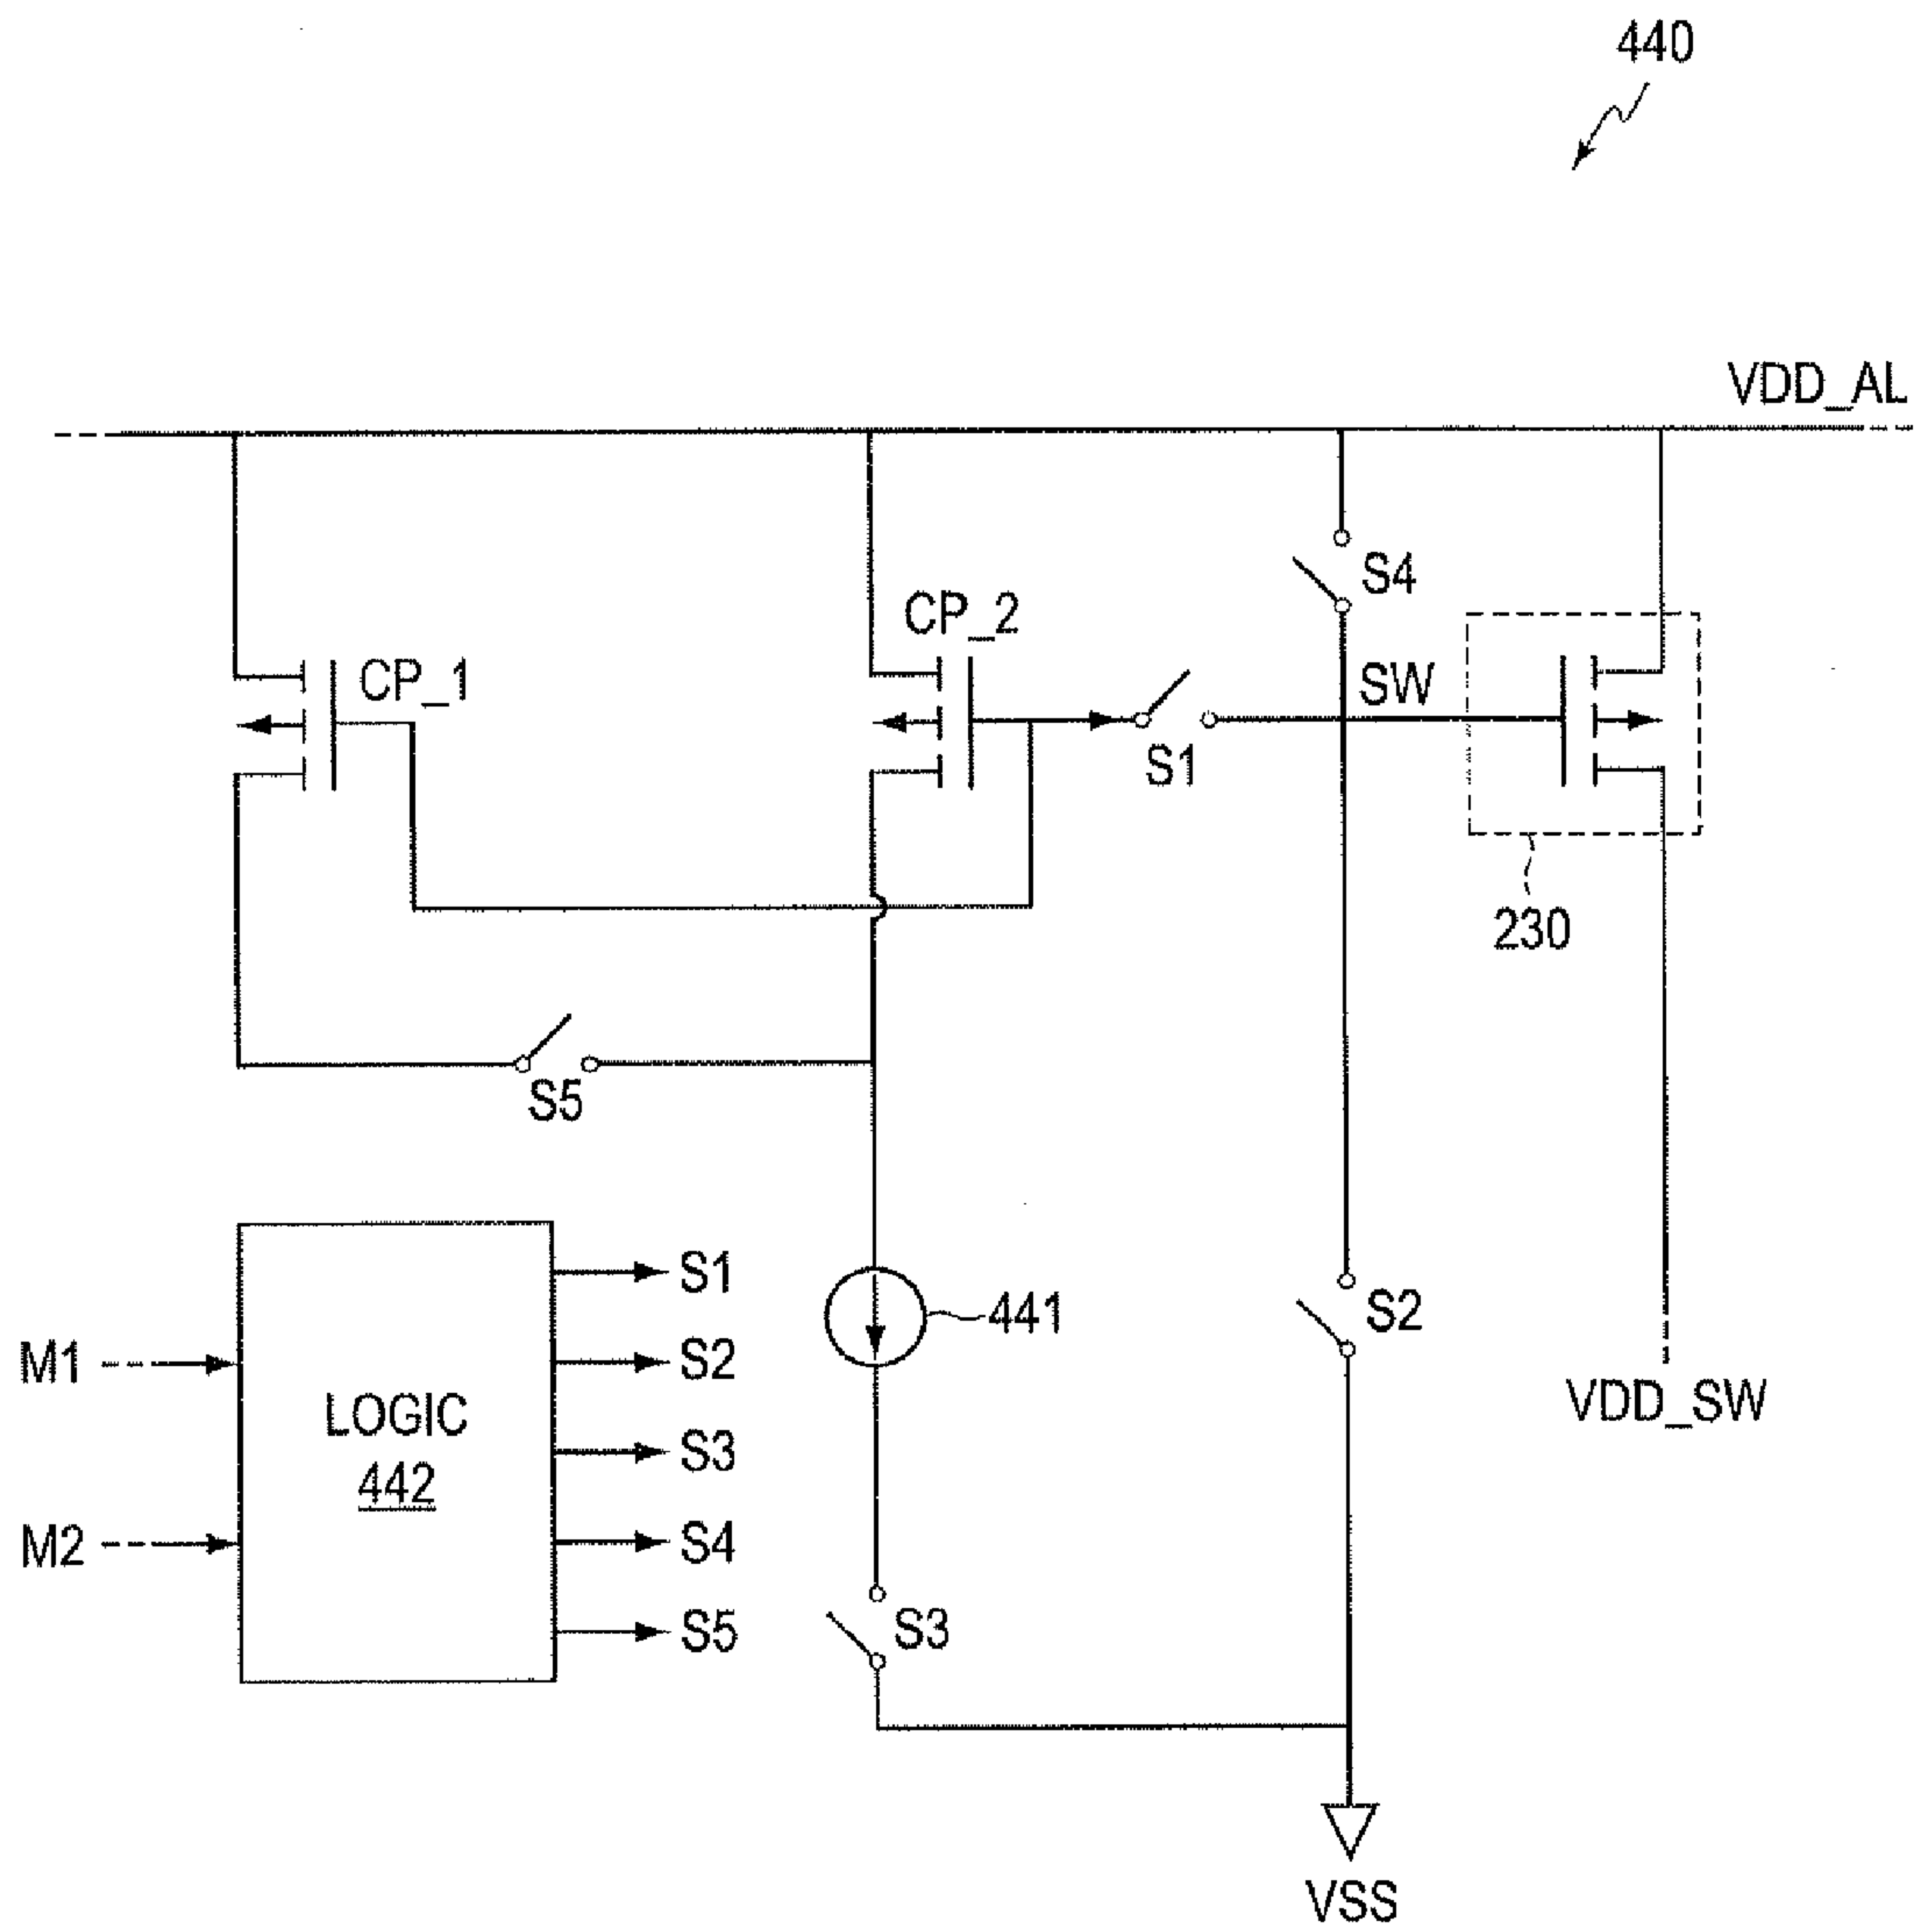 440
VDD_AL
S4
CP_2
SW
CP_1
S1
230
S5
S1
441
S2
S2
M1
VDD_SW
LOGIC
S3
442
M2
S4
S3
S5
VSS